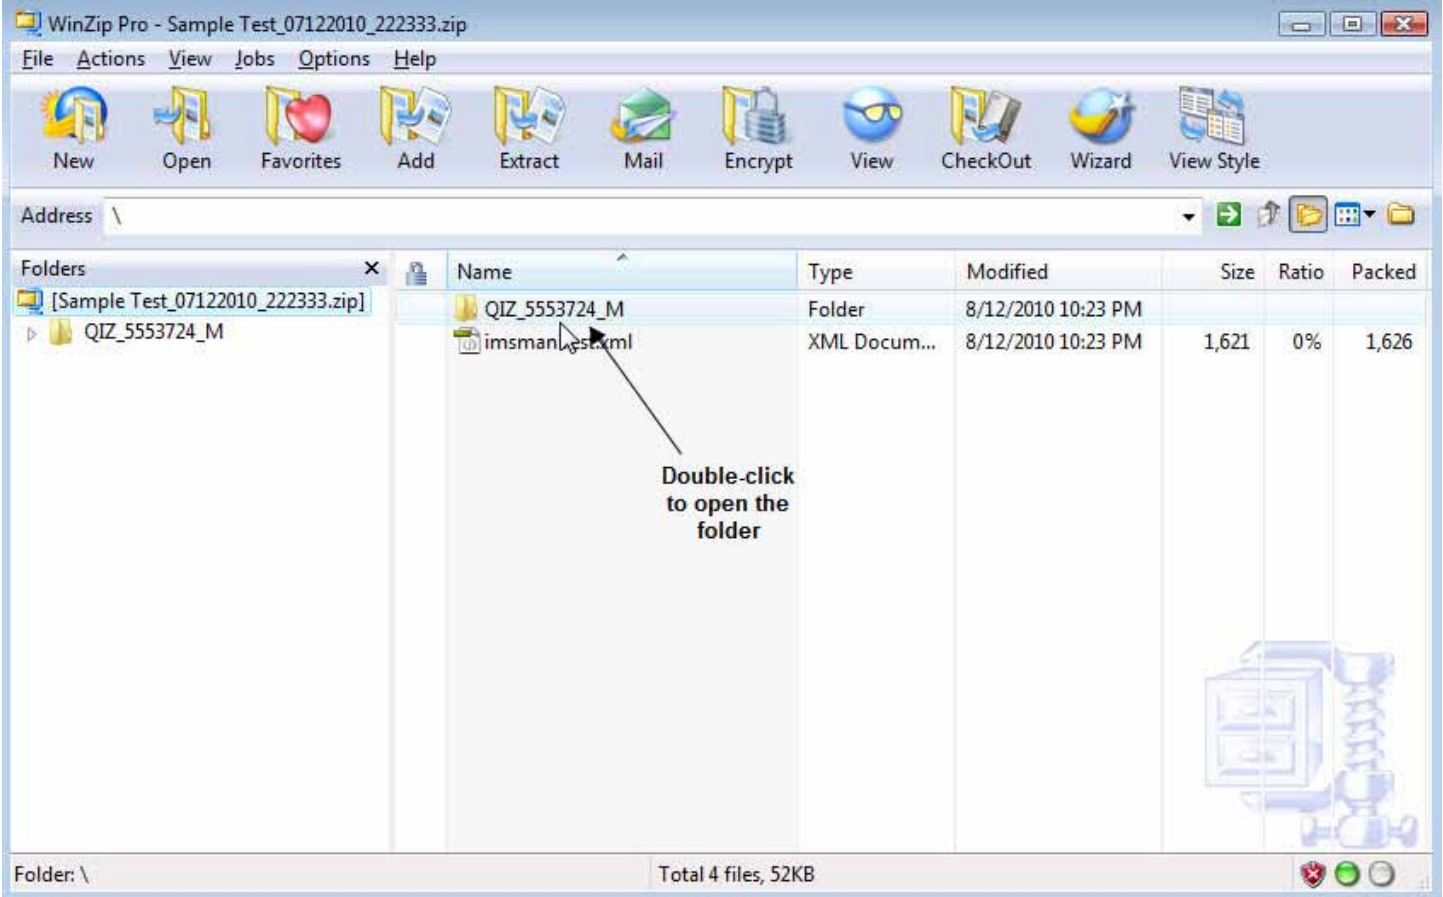 WinZip Pro - Sample Test_07122010_222333.zip
File Actions View Jobs Options Help
New Open Favorites Add Extract Mail Encrypt View CheckOut Wizard View Style
Address \
Folders
[Sample Test_07122010_222333.zip]
QIZ_5553724_M
Name Type Modified Size Ratio Packed
QIZ_5553724_M Folder 8/12/2010 10:23 PM
XML Docum... 8/12/2010 10:23 PM 1,621 0% 1,626
Double-click
to open the
folder
Folder: \ Total 4 files, 52KB